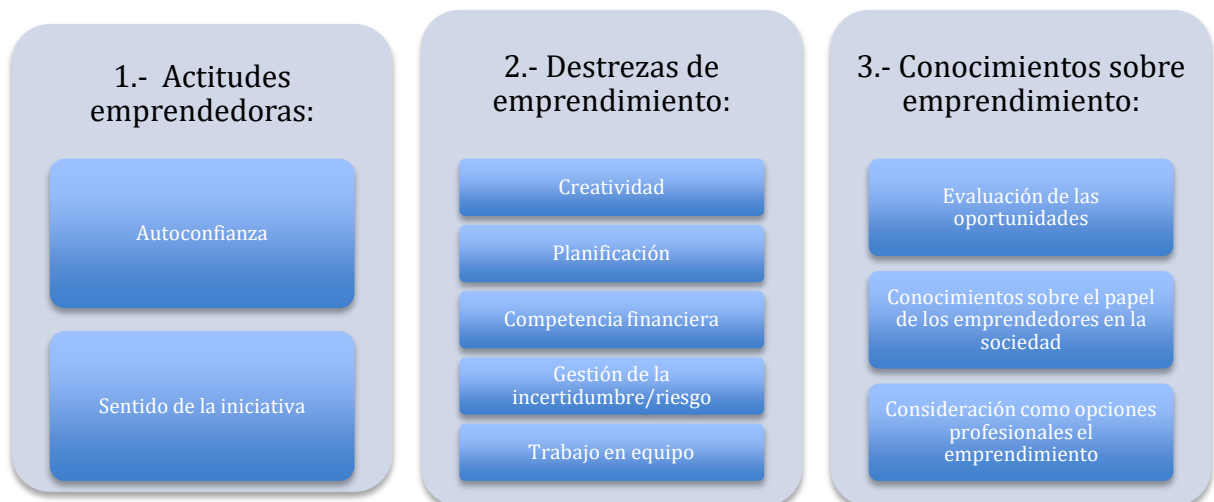 1.- Actitudes
emprendedoras:
Autoconfianza
Sentido de la iniciativa
2.- Destrezas de
emprendimiento:
Creatividad
Planificación
Competencia financiera
Gestión de la
incertidumbre/riesgo
Trabajo en equipo
3.- Conocimientos sobre
emprendimiento:
Evaluación de las
oportunidades
Conocimientos sobre el papel
de los emprendedores en la
sociedad
Consideración como opciones
profesionales el
emprendimiento